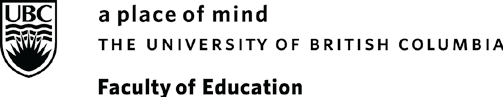 UBC
a place of mind
THE UNIVERSITY OF BRITISH COLUMBIA
Faculty of Education